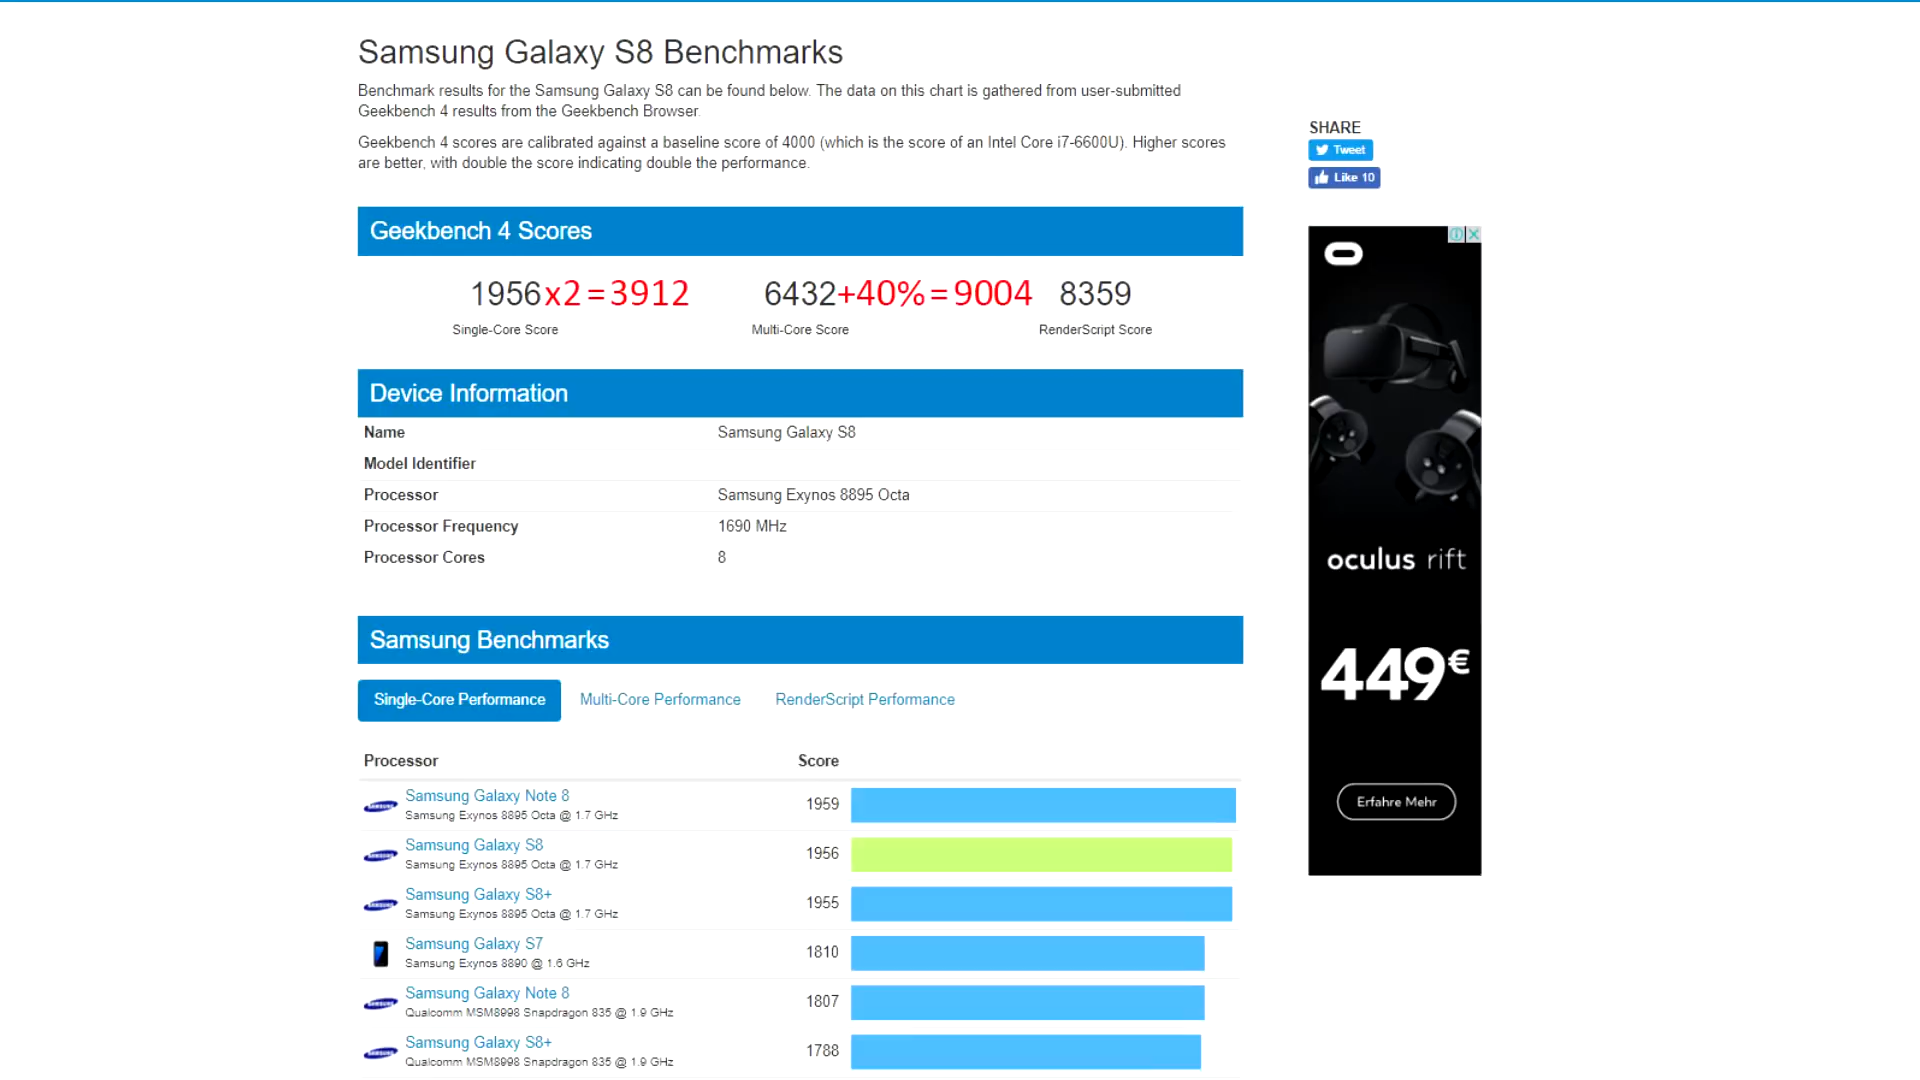 Samsung Galaxy S8 Benchmarks
Benchmark results for the Samsung Galaxy S8 can be found below. The data on this chart is gathered from user-submitted
Geekbench 4 results from the Geekbench Browser.
Geekbench 4 scores are calibrated against a baseline score of 4000 (which is the score of an Intel Core i7-6600U). Higher scores
are better, with double the score indicating double the performance.
SHARE
Tweet
Like 10
Geekbench 4 Scores
1956x2=3912 6432+40%=9004 8359
Single-Core Score Multi-Core Score RenderScript Score
Device Information
Name Samsung Galaxy S8
Model Identifier
Processor Samsung Exynos 8895 Octa
Processor Frequency 1690 MHz
Processor Cores 8
Samsung Benchmarks
Single-Core Performance Multi-Core Performance RenderScript Performance
Processor Score
Samsung Galaxy Note 8 1959
Samsung Exynos 8895 Octa @ 1.7 GHz
Samsung Galaxy S8 1956
Samsung Exynos 8895 Octa @ 1.7 GHz
Samsung Galaxy S8+ 1955
Samsung Exynos 8895 Octa @ 1.7 GHz
Samsung Galaxy S7 1810
Samsung Exynos 8890 @ 1.6 GHz
Samsung Galaxy Note 8 1807
Qualcomm MSM8998 Snapdragon 835 @ 1.9 GHz
Samsung Galaxy S8+ 1788
Qualcomm MSM8998 Snapdragon 835 @ 1.9 GHz
oculus rift
449€
Erfahre Mehr